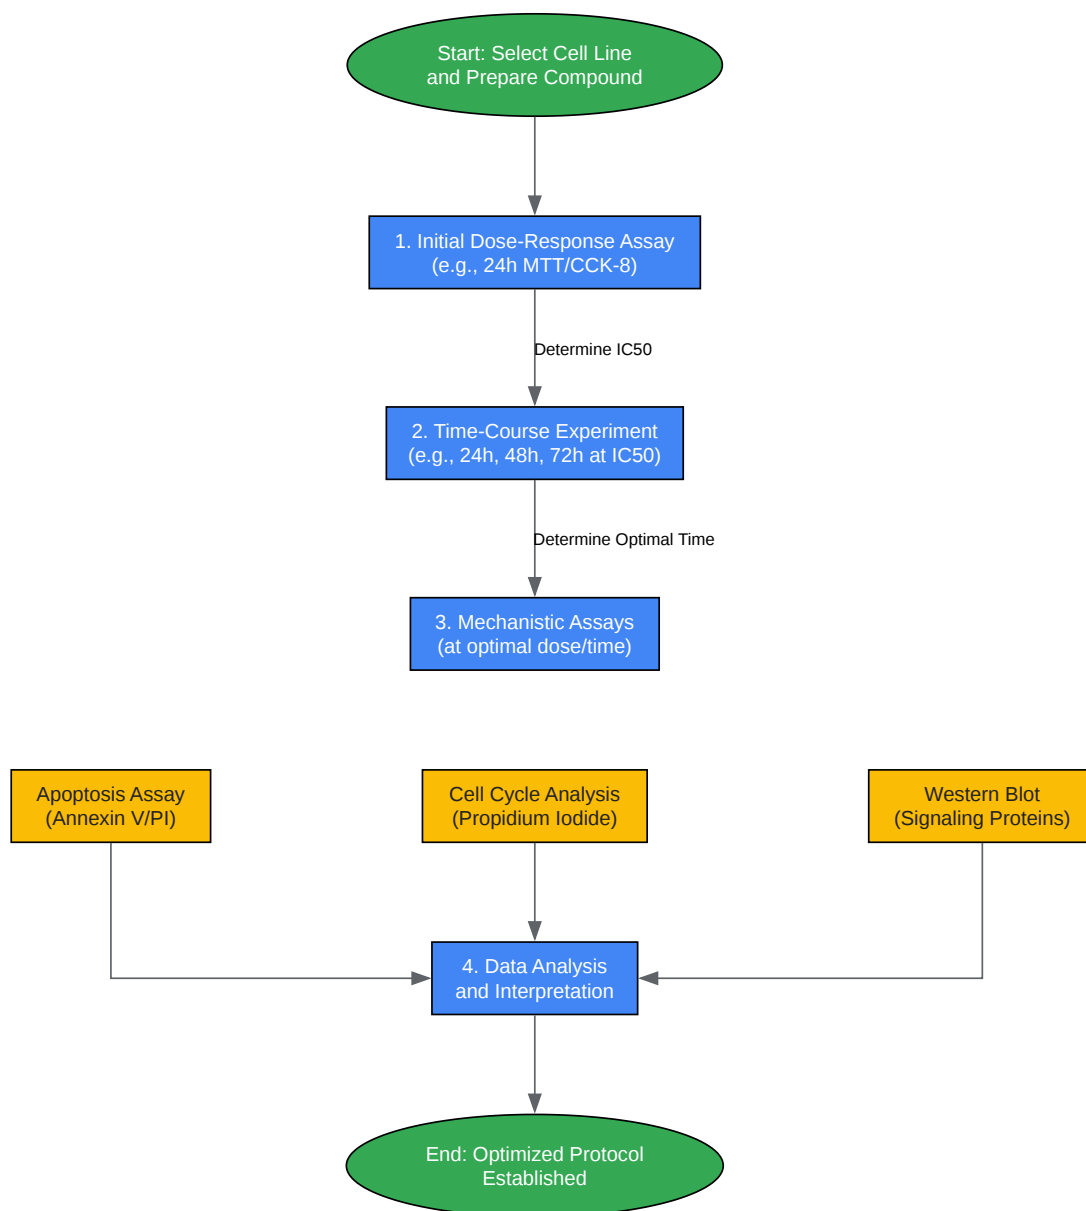 Start: Select Cell Line
and Prepare Compound
1. Initial Dose-Response Assay
(e.g., 24h MTT/CCK-8)
Determine IC50
2. Time-Course Experiment
(e.g., 24h, 48h, 72h at IC50)
Determine Optimal Time
3. Mechanistic Assays
(at optimal dose/time)
Apoptosis Assay
(Annexin V/PI)
Cell Cycle Analysis
(Propidium Iodide)
Western Blot
(Signaling Proteins)
4. Data Analysis
and Interpretation
End: Optimized Protocol
Established